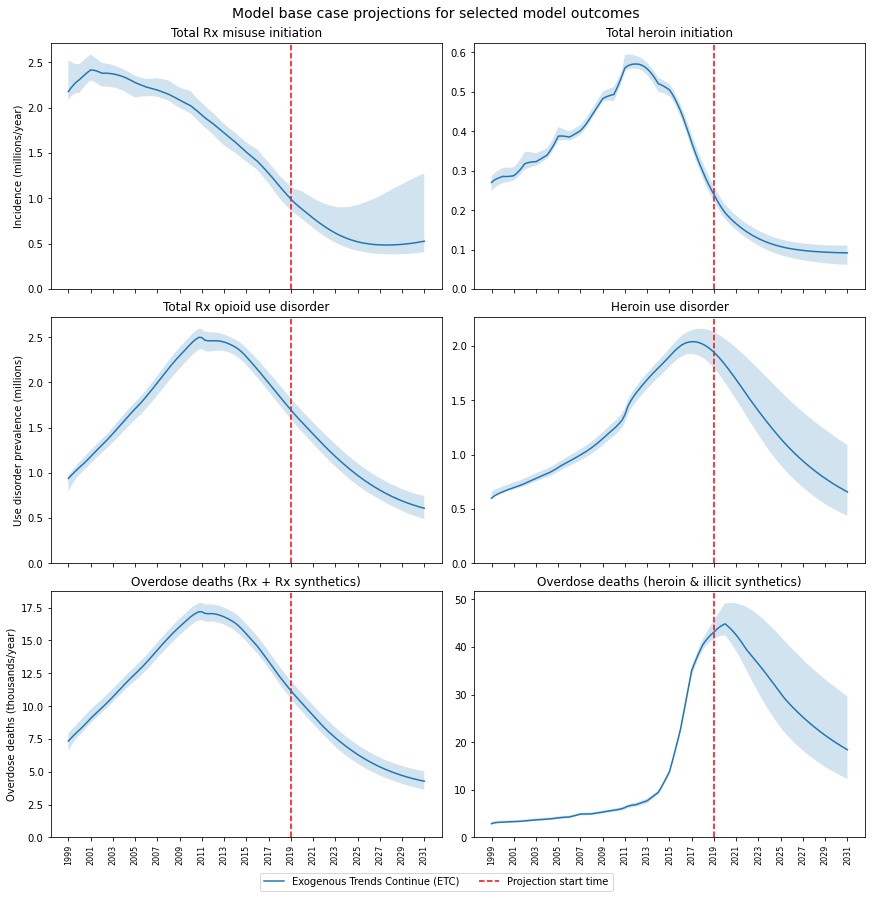 Model base case projections for selected model outcomes
Total Rx misuse initiation
Incidence (millions/year)
2.5
2.0
1.5
1.0
0.5
0.0
Total heroin initiation
0.6
0.5
0.4
0.3
0.2
0.1
0.0
Total Rx opioid use disorder
Use disorder prevalence (millions)
2.5
2.0
1.5
1.0
0.5
0.0
Heroin use disorder
2.0
1.5
1.0
0.5
0.0
Overdose deaths (Rx + Rx synthetics)
Overdose deaths (thousands/year)
17.5
15.0
12.5
10.0
7.5
5.0
2.5
0.0
1999 2001 2003 2005 2007 2009 2011 2013 2015 2017 2019 2021 2023 2025 2027 2029 2031
Overdose deaths (heroin & illicit synthetics)
50
40
30
20
10
0
1999 2001 2003 2005 2007 2009 2011 2013 2015 2017 2019 2021 2023 2025 2027 2029 2031
Exogenous Trends Continue (ETC) Projection start time